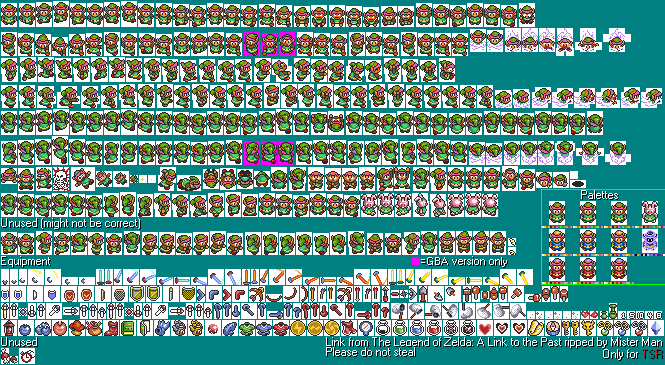 Palettes
Unused (might not be correct)
Equipment
=GBA version only
Unused
Link from The Legend of Zelda: A Link to the Past ripped by Mister Man
Please do not steal
Only for TSR